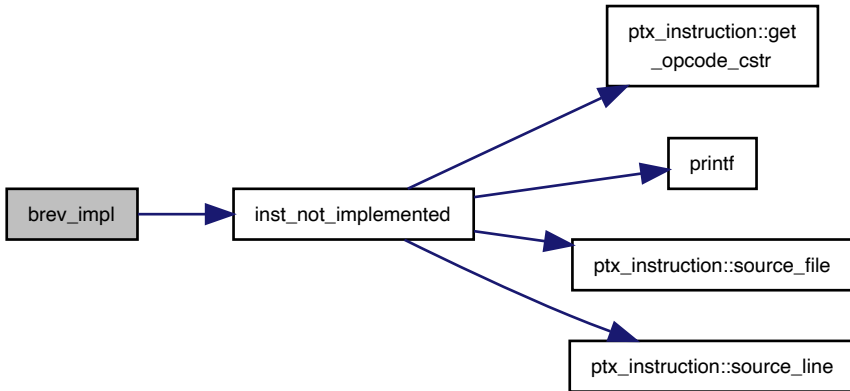 brev_impl
inst_not_implemented
ptx_instruction::get
_opcode_cstr
printf
ptx_instruction::source_file
ptx_instruction::source_line